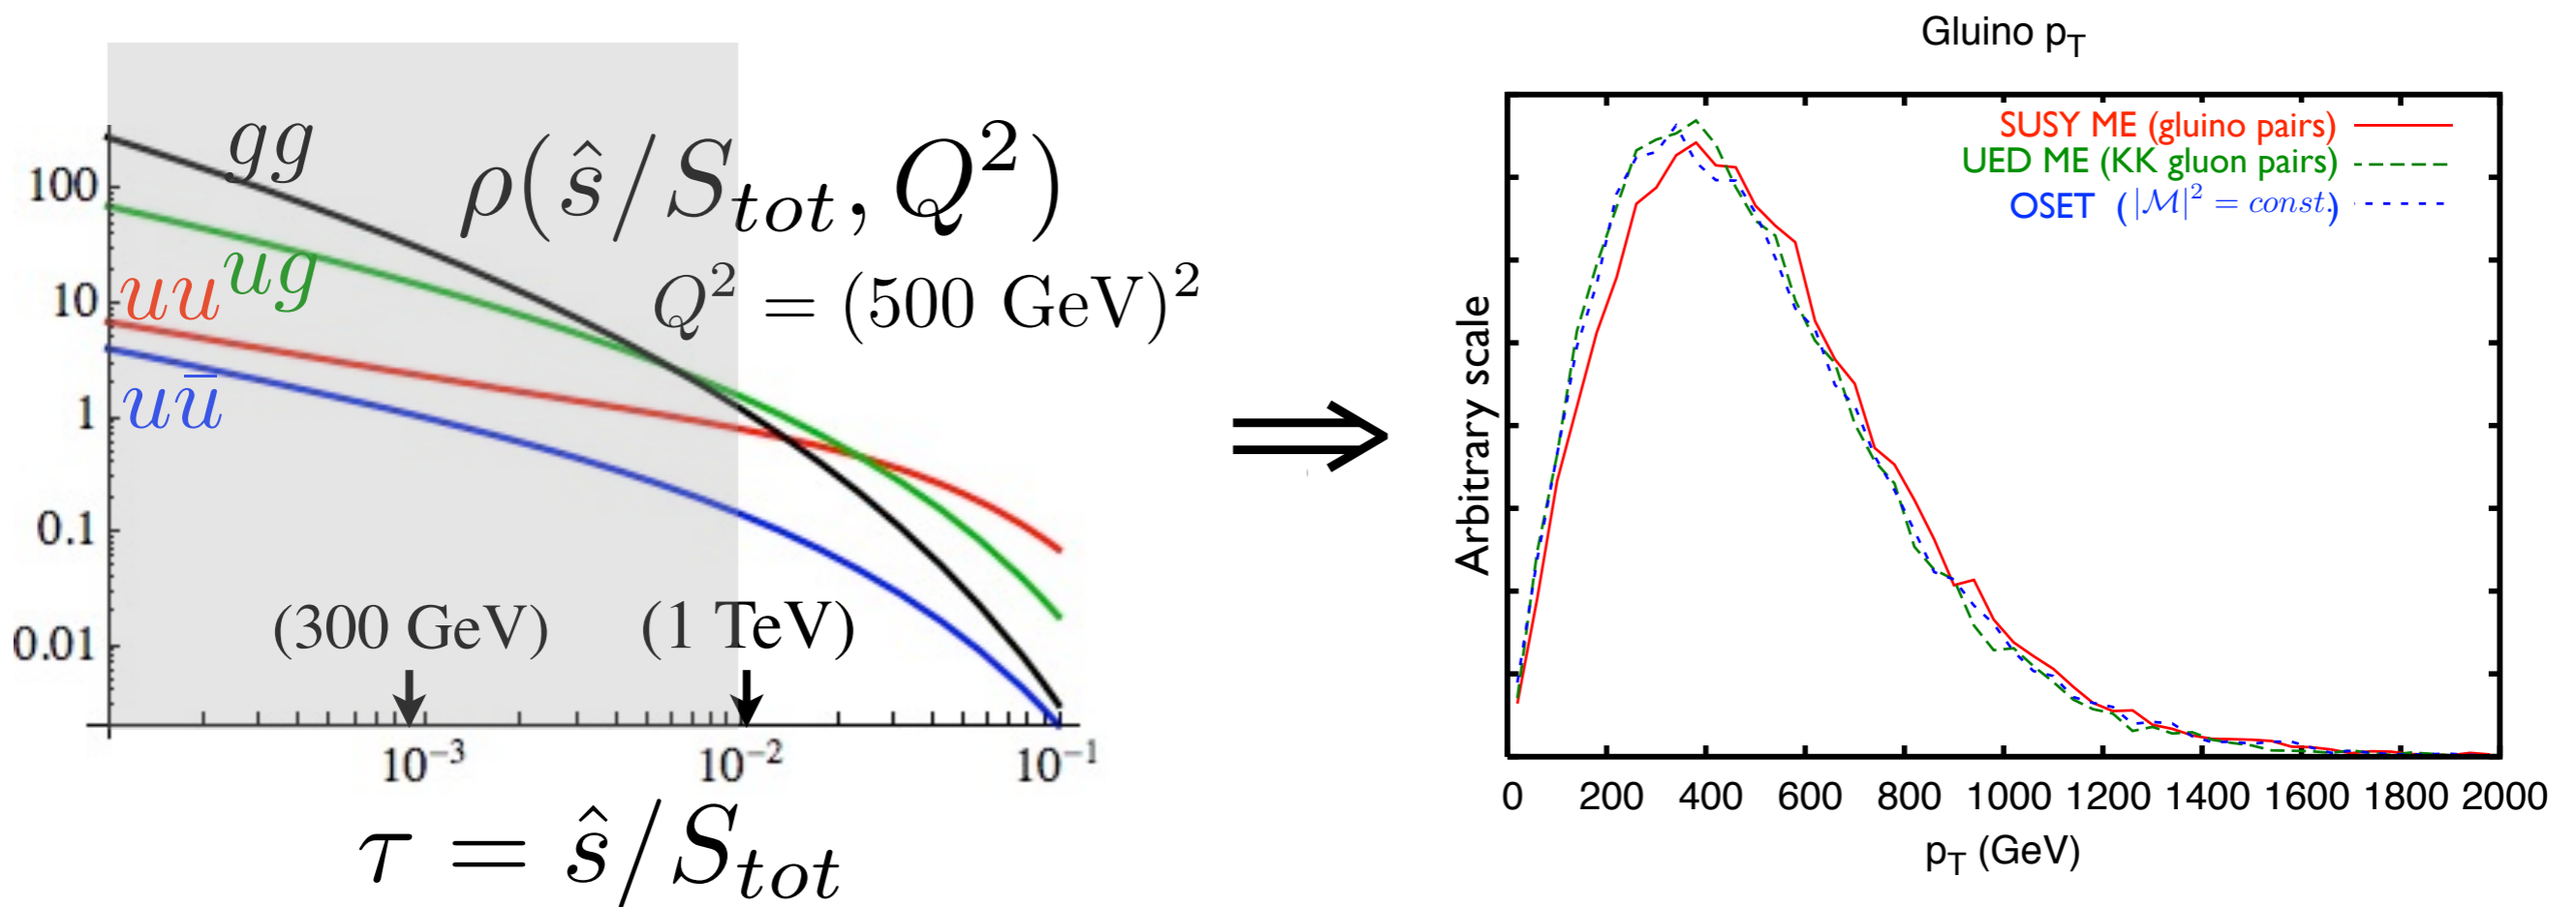 gg
ρ(ŝ/S_tot, Q²)
100
ug
Q² = (500 GeV)²
10
uu
uū
1
0.1
(300 GeV)
(1 TeV)
0.01
10⁻³
10⁻²
10⁻¹
τ = ŝ/S_tot
⟹
Gluino p_T
SUSY ME (gluino pairs)
UED ME (KK gluon pairs)
OSET (|ℳ|² = const.)
Arbitrary scale
0 200 400 600 800 1000 1200 1400 1600 1800 2000
p_T (GeV)